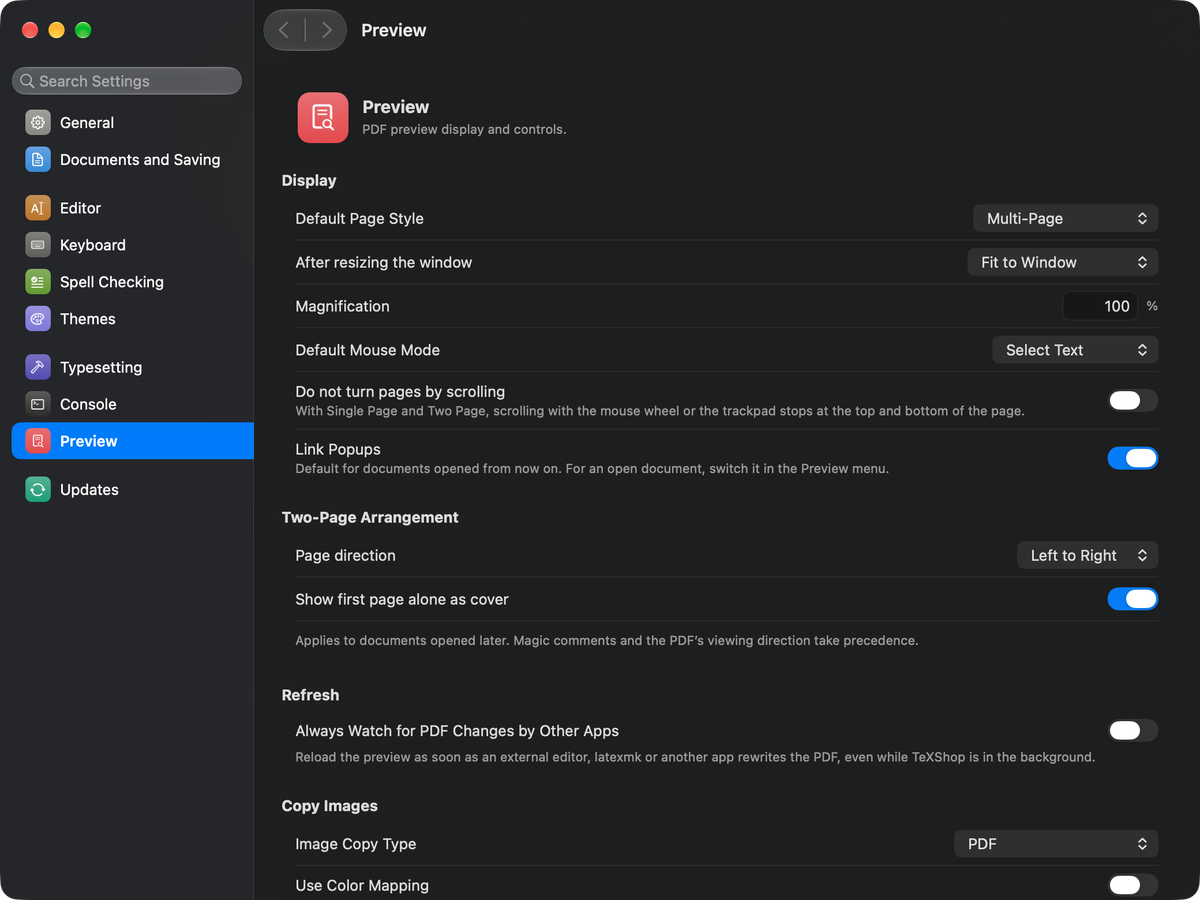 Preview
Search Settings
General
Documents and Saving
Editor
Keyboard
Spell Checking
Themes
Typesetting
Console
Preview
Updates
Preview
PDF preview display and controls.
Display
Default Page Style
Multi-Page
After resizing the window
Fit to Window
Magnification
100 %
Default Mouse Mode
Select Text
Do not turn pages by scrolling
With Single Page and Two Page, scrolling with the mouse wheel or the trackpad stops at the top and bottom of the page.
Link Popups
Default for documents opened from now on. For an open document, switch it in the Preview menu.
Two-Page Arrangement
Page direction
Left to Right
Show first page alone as cover
Applies to documents opened later. Magic comments and the PDF’s viewing direction take precedence.
Refresh
Always Watch for PDF Changes by Other Apps
Reload the preview as soon as an external editor, latexmk or another app rewrites the PDF, even while TeXShop is in the background.
Copy Images
Image Copy Type
PDF
Use Color Mapping